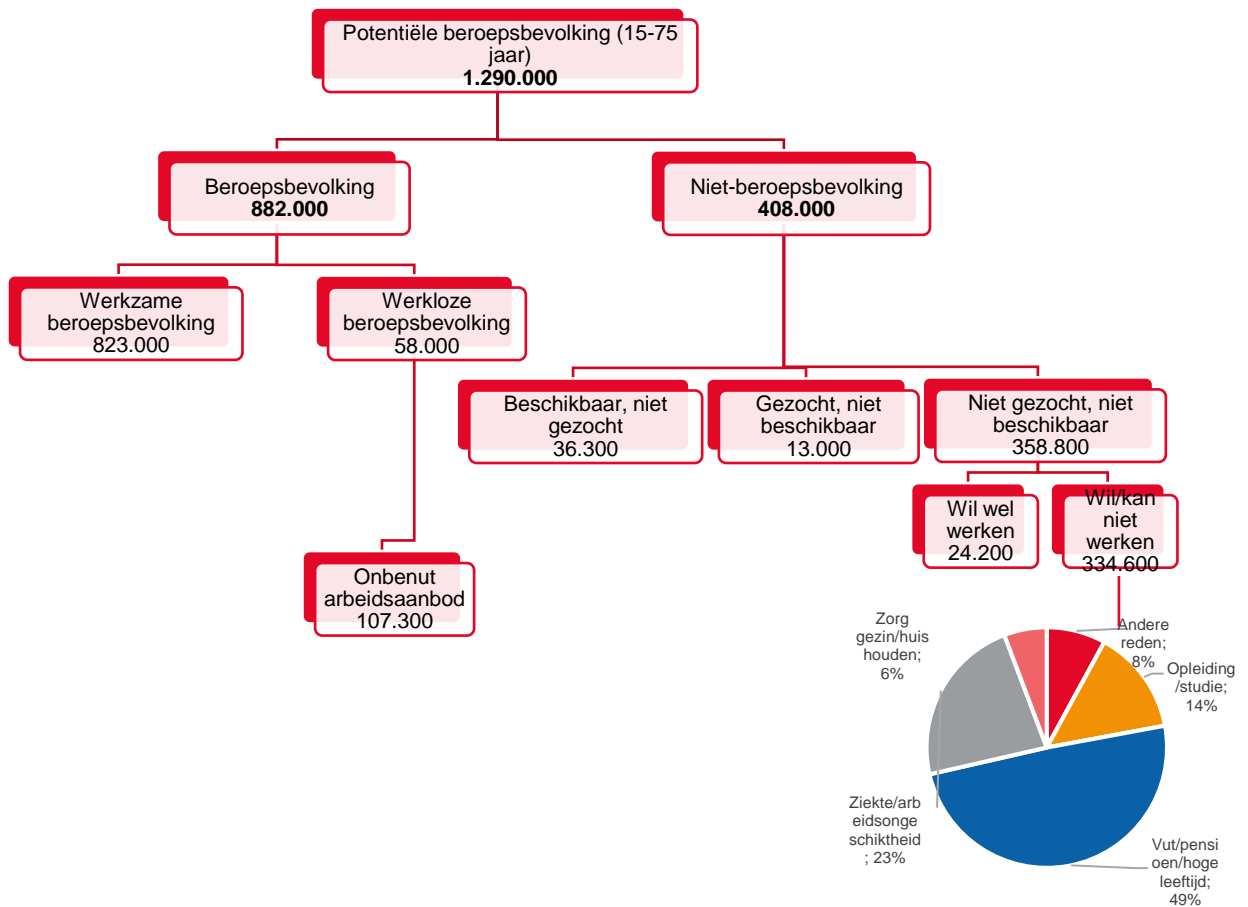 Potentiële beroepsbevolking (15-75
jaar)
1.290.000
Beroepsbevolking
882.000
Niet-beroepsbevolking
408.000
Werkzame
beroepsbevolking
823.000
Werkloze
beroepsbevolking
58.000
Beschikbaar, niet
gezocht
36.300
Gezocht, niet
beschikbaar
13.000
Niet gezocht, niet
beschikbaar
358.800
Wil wel
werken
24.200
Wil/kan
niet
werken
334.600
Onbenut
arbeidsaanbod
107.300
Zorg
gezin/huis
houden;
6%
Andere
reden;
8%
Opleiding
/studie;
14%
Ziekte/arb
eidsonge
schiktheid
; 23%
Vut/pensi
oen/hoge
leeftijd;
49%